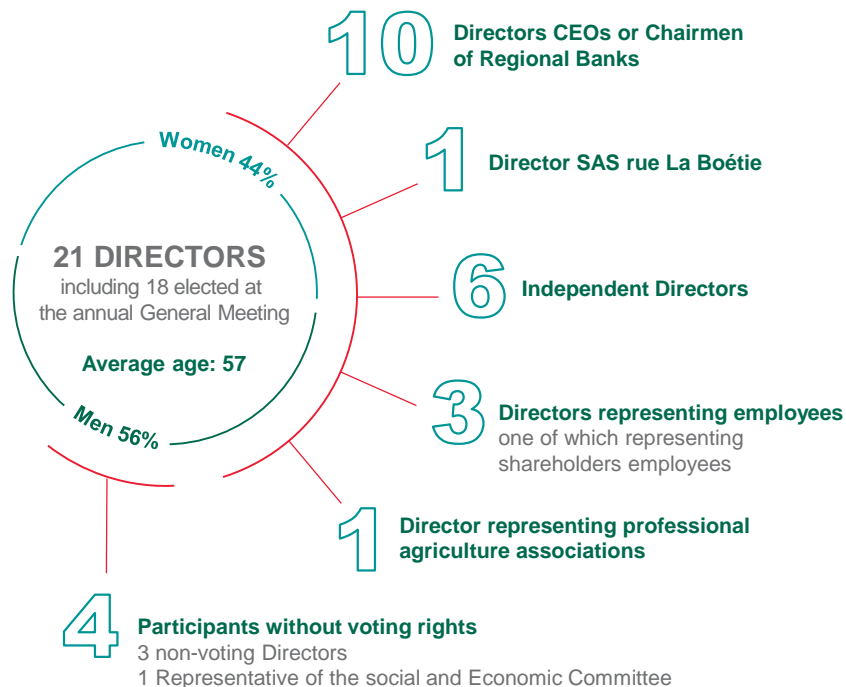 10
Directors CEOs or Chairmen
of Regional Banks
Women 44%
1
Director SAS rue La Boétie
21 DIRECTORS
including 18 elected at
the annual General Meeting
Average age: 57
6
Independent Directors
Men 56%
3
Directors representing employees
one of which representing
shareholders employees
1
Director representing professional
agriculture associations
4
Participants without voting rights
3 non-voting Directors
1 Representative of the social and Economic Committee